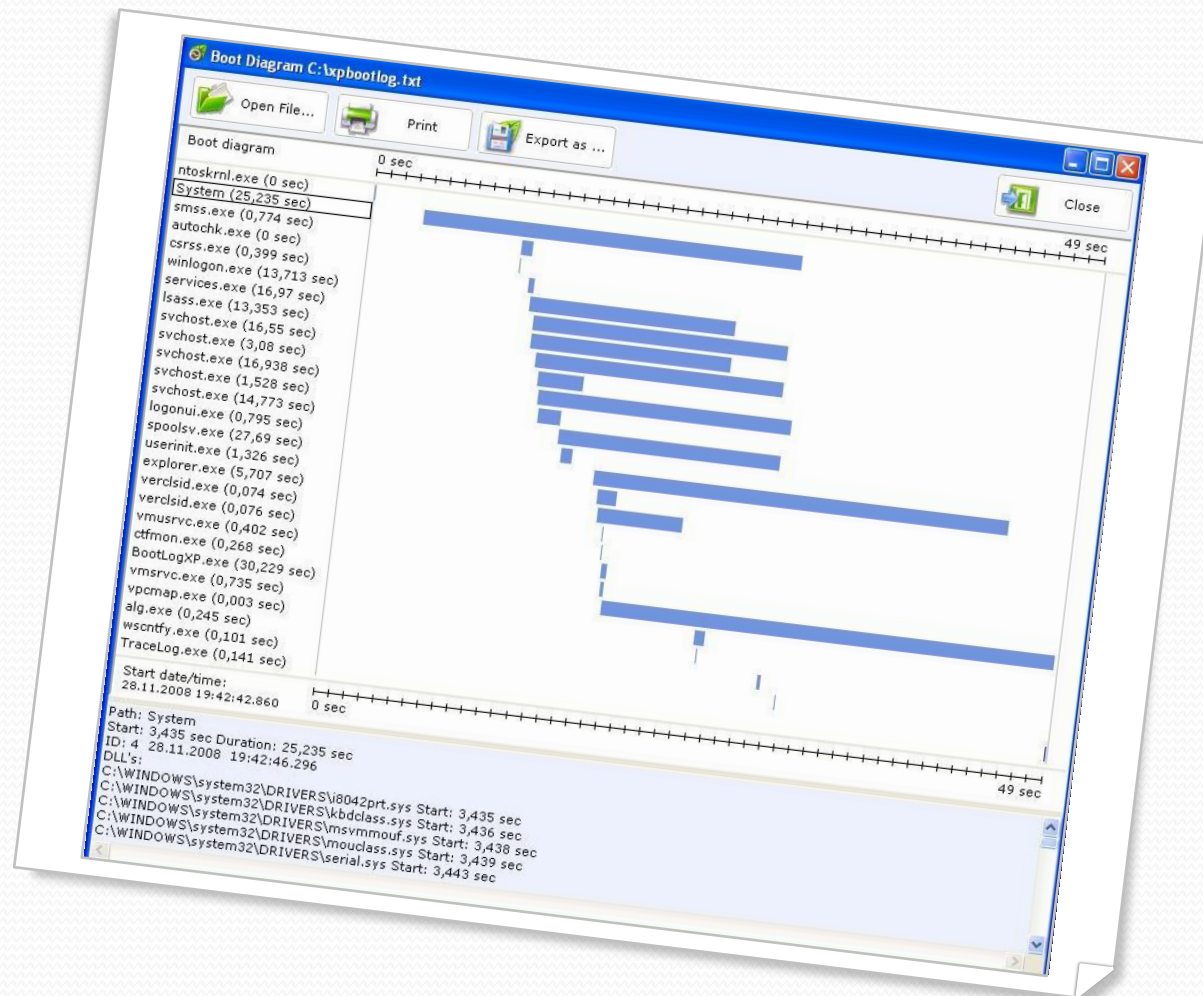 Boot Diagram C:\xpbootlog.txt
Open File...
Print
Export as ...
Close
Boot diagram
0 sec
49 sec
ntoskrnl.exe (0 sec)
System (25,235 sec)
smss.exe (0,774 sec)
autochk.exe (0 sec)
csrss.exe (0,399 sec)
winlogon.exe (13,713 sec)
services.exe (16,97 sec)
lsass.exe (13,353 sec)
svchost.exe (16,55 sec)
svchost.exe (3,08 sec)
svchost.exe (16,938 sec)
svchost.exe (1,528 sec)
svchost.exe (14,773 sec)
logonui.exe (0,795 sec)
spoolsv.exe (27,69 sec)
userinit.exe (1,326 sec)
explorer.exe (5,707 sec)
verclsid.exe (0,074 sec)
verclsid.exe (0,076 sec)
vmusrvc.exe (0,402 sec)
ctfmon.exe (0,268 sec)
BootLogXP.exe (30,229 sec)
vmsrvc.exe (0,735 sec)
vpcmap.exe (0,003 sec)
alg.exe (0,245 sec)
wscntfy.exe (0,101 sec)
TraceLog.exe (0,141 sec)
Start date/time:
28.11.2008 19:42:42.860
0 sec
49 sec
Path: System
Start: 3,435 sec Duration: 25,235 sec
ID: 4 28.11.2008 19:42:46.296
DLL's:
C:\WINDOWS\system32\DRIVERS\i8042prt.sys Start: 3,435 sec
C:\WINDOWS\system32\DRIVERS\kbdclass.sys Start: 3,436 sec
C:\WINDOWS\system32\DRIVERS\msvmmouf.sys Start: 3,438 sec
C:\WINDOWS\system32\DRIVERS\mouclass.sys Start: 3,439 sec
C:\WINDOWS\system32\DRIVERS\serial.sys Start: 3,443 sec